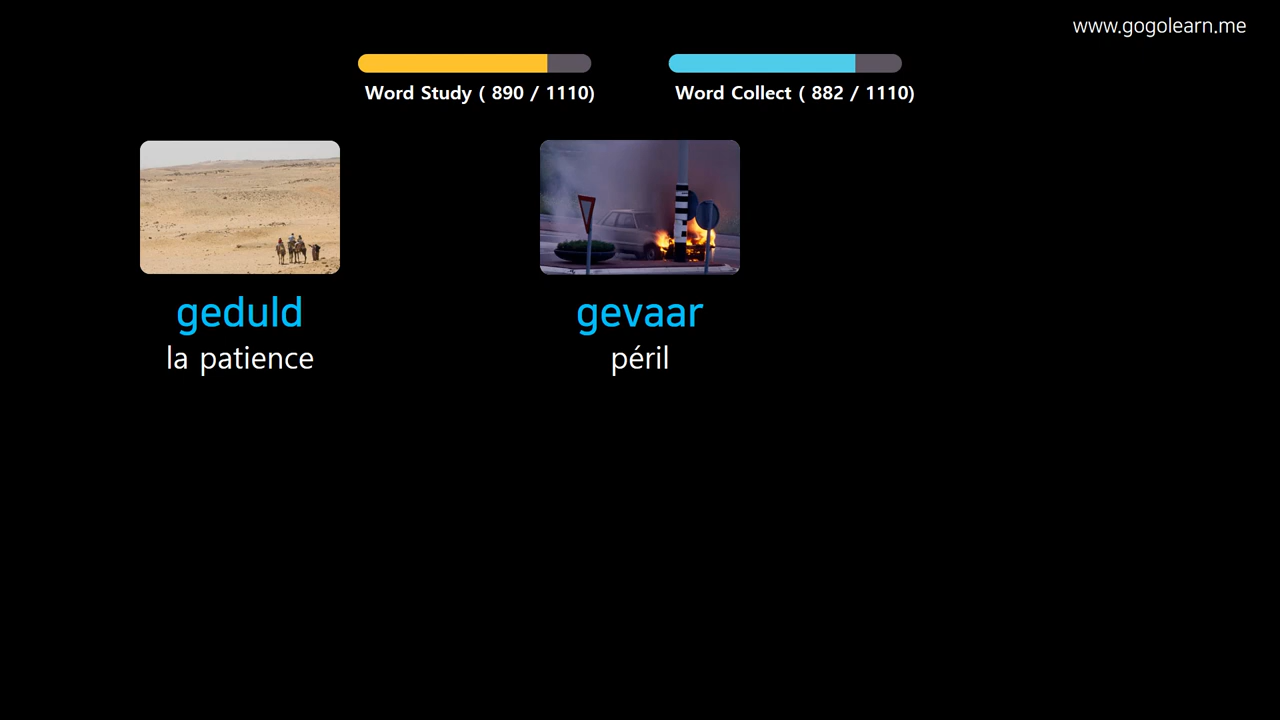 www.gogolearn.me
Word Study ( 890 / 1110)
Word Collect ( 882 / 1110)
geduld
la patience
gevaar
péril